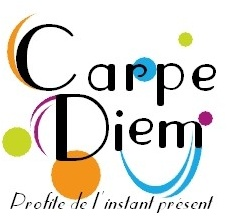 Carpe
Diem
Profite de l'instant présent